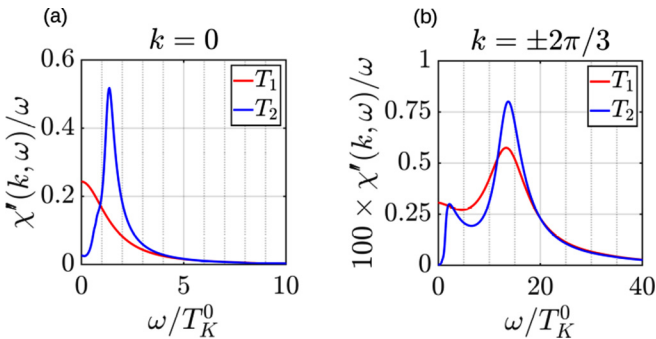 (a)
k = 0
χ′(k, ω)/ω
0.6
0.4
0.2
0
T₁
T₂
0
5
10
ω/T_K^0
(b)
k = ±2π/3
100 × χ′(k, ω)/ω
1
0.75
0.5
0.25
0
T₁
T₂
0
20
40
ω/T_K^0